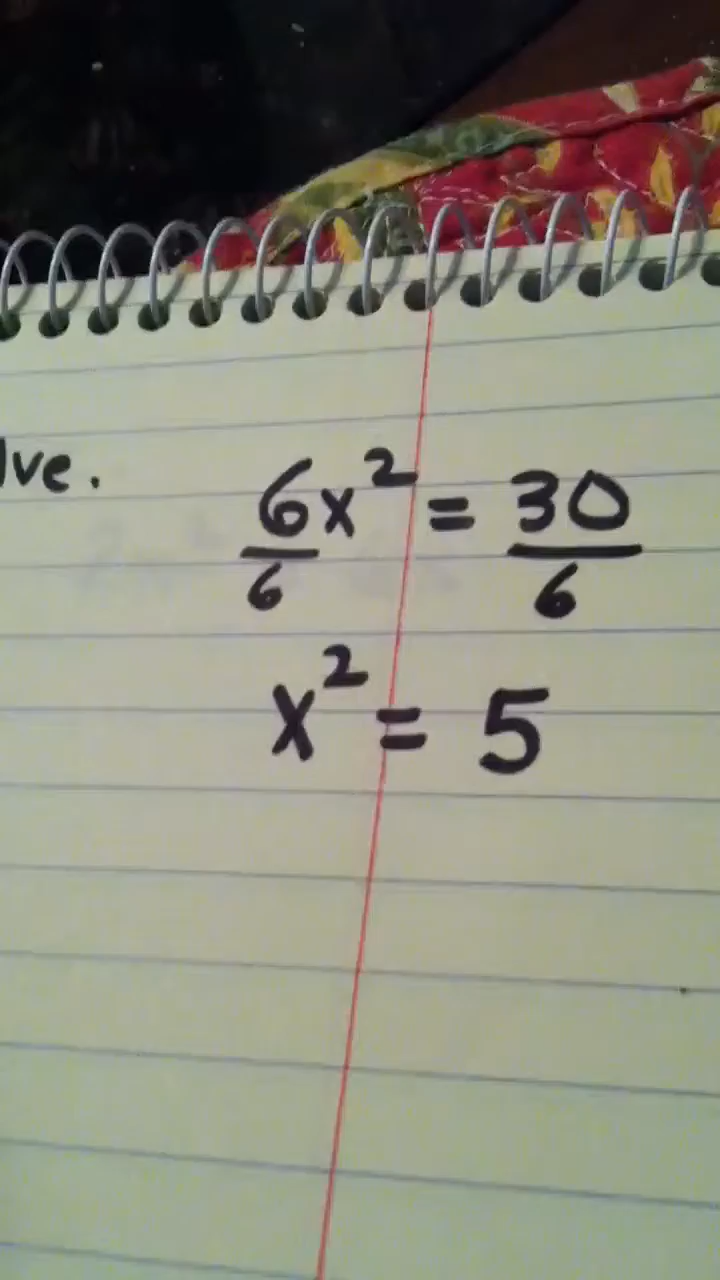 lve.
6x² = 30
6 6
x² = 5